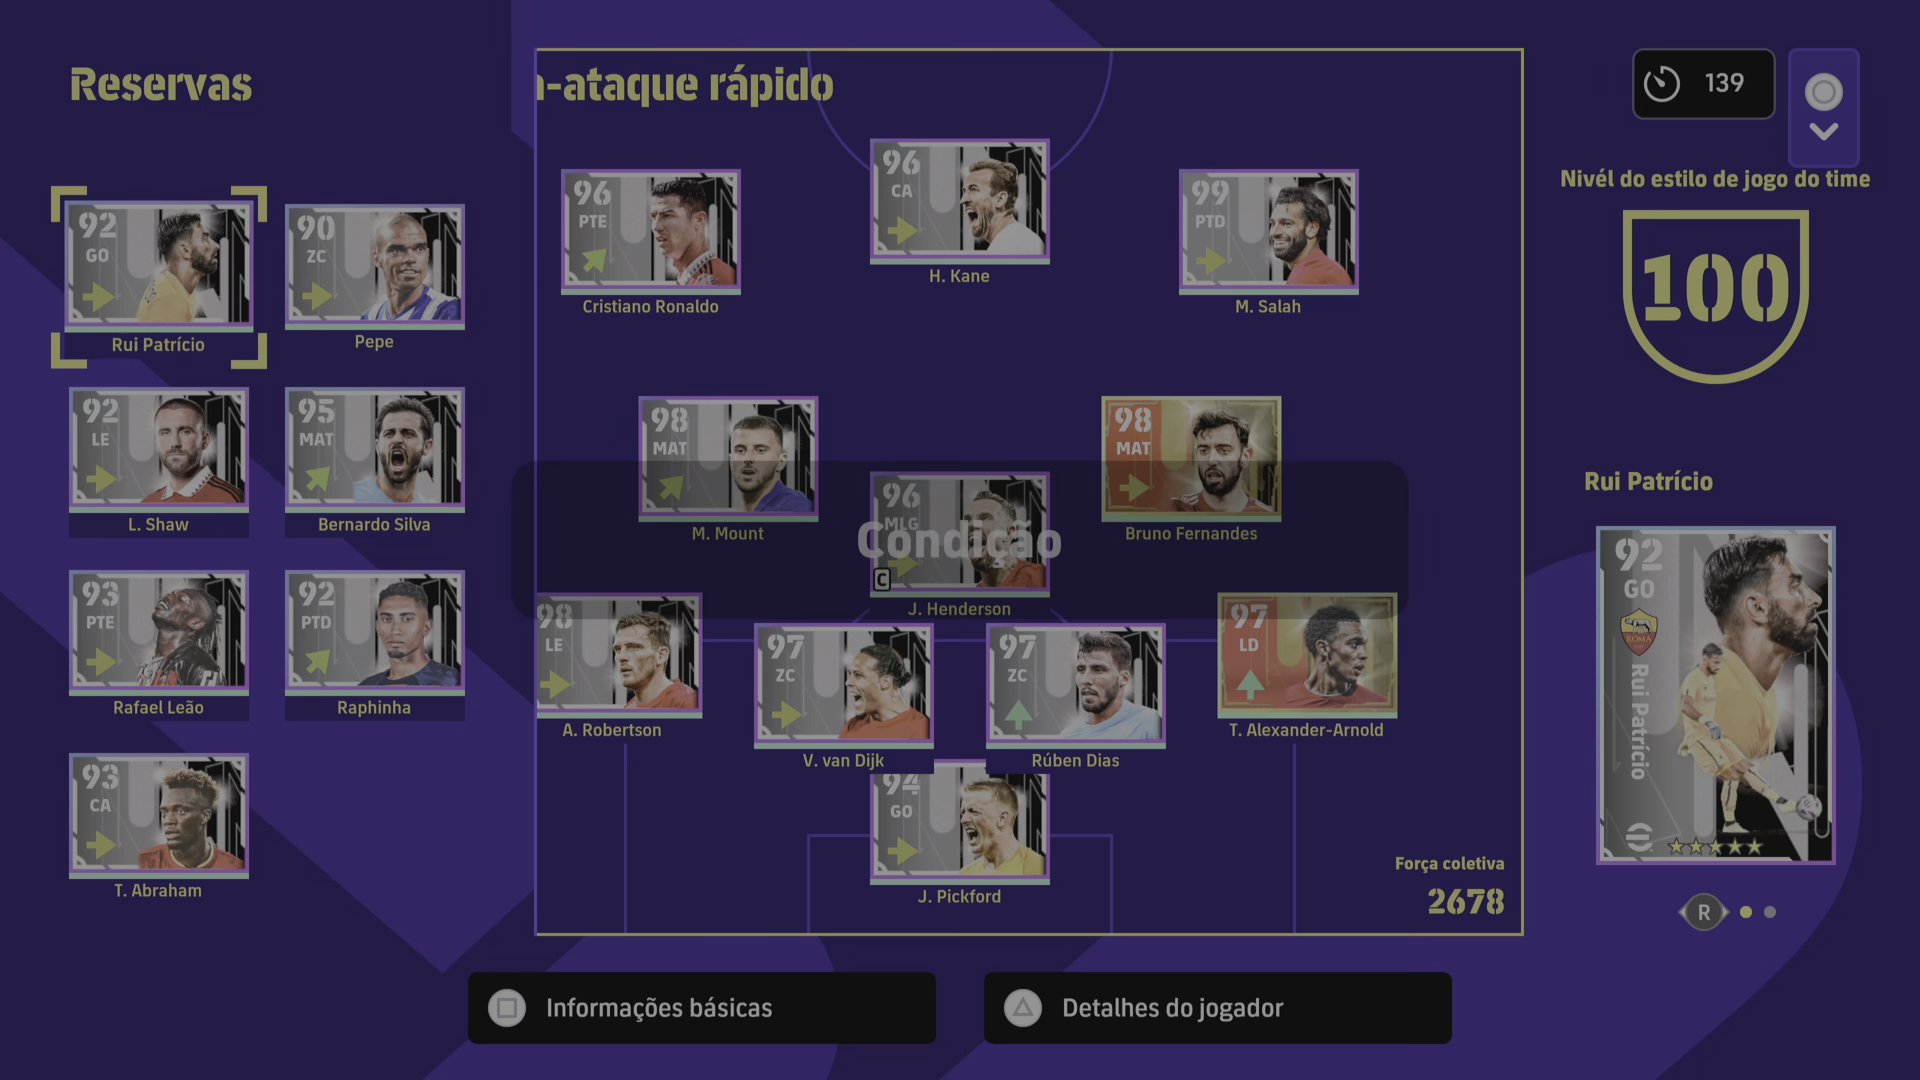 Reservas
-ataque rápido
139
Nivél do estilo de jogo do time
100
92
GO
Rui Patrício
90
ZC
Pepe
92
LE
L. Shaw
95
MAT
Bernardo Silva
93
PTE
Rafael Leão
92
PTD
Raphinha
93
CA
T. Abraham
96
PTE
Cristiano Ronaldo
96
CA
H. Kane
99
PTD
M. Salah
98
MAT
M. Mount
96
MLG
C
J. Henderson
98
MAT
Bruno Fernandes
Condição
98
LE
A. Robertson
97
ZC
V. van Dijk
97
ZC
Rúben Dias
97
LD
T. Alexander-Arnold
94
GO
J. Pickford
Força coletiva
2678
Rui Patrício
92
GO
ROMA
Rui Patrício
R
Informações básicas
Detalhes do jogador